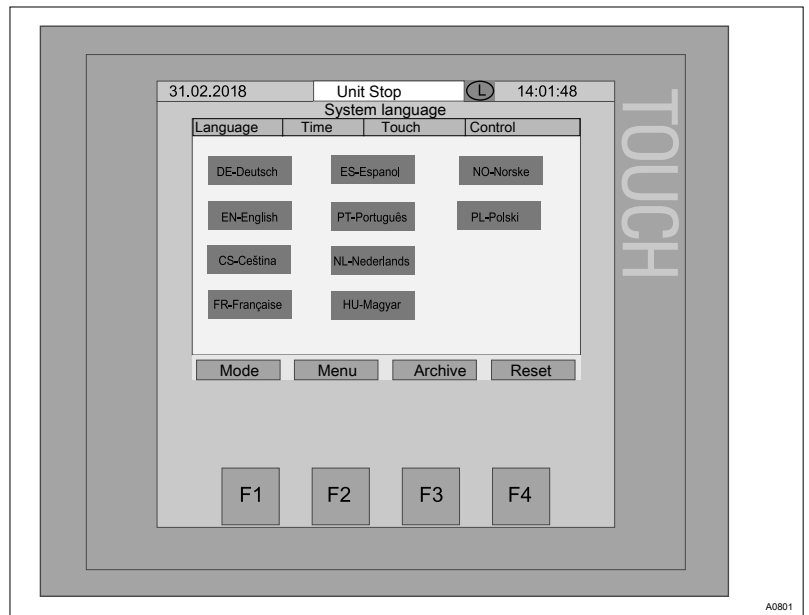 31.02.2018 Unit Stop L 14:01:48
System language
Language Time Touch Control
DE-Deutsch ES-Espanol NO-Norske
EN-English PT-Português PL-Polski
CS-Ceština NL-Nederlands
FR-Française HU-Magyar
Mode Menu Archive Reset
F1 F2 F3 F4
TOUCH
A0801